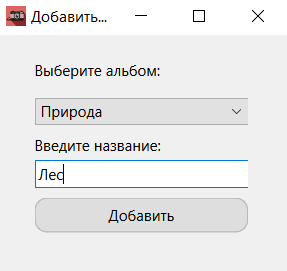 Добавить...
Выберите альбом:
Природа
Введите название:
Лес
Добавить